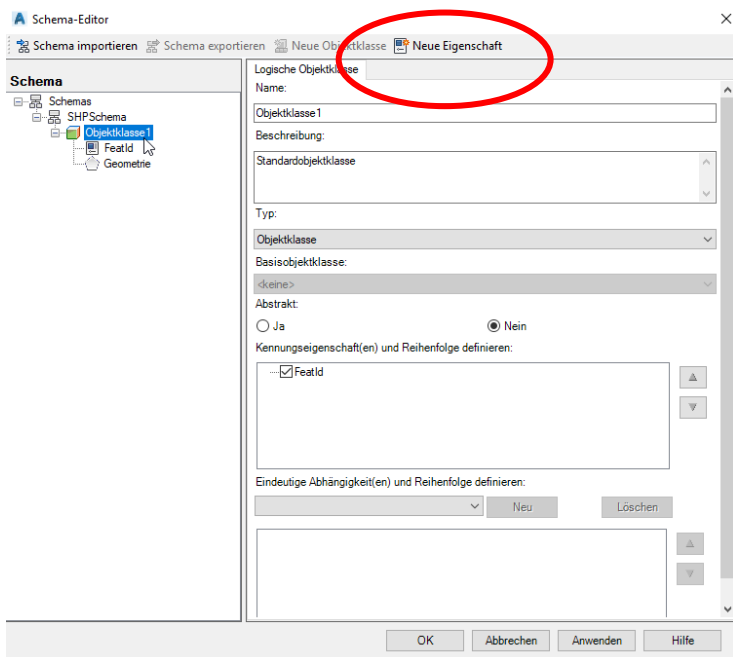 Schema-Editor
Schema importieren Schema exportieren Neue Objektklasse Neue Eigenschaft
Schema
Schemas
SHPSchema
Objektklasse1
FeatId
Geometrie
Logische Objektklasse
Name:
Objektklasse1
Beschreibung:
Standardobjektklasse
Typ:
Objektklasse
Basisobjektklasse:
<keine>
Abstrakt:
Ja Nein
Kennungseigenschaft(en) und Reihenfolge definieren:
FeatId
Eindeutige Abhängigkeit(en) und Reihenfolge definieren:
Neu Löschen
OK Abbrechen Anwenden Hilfe